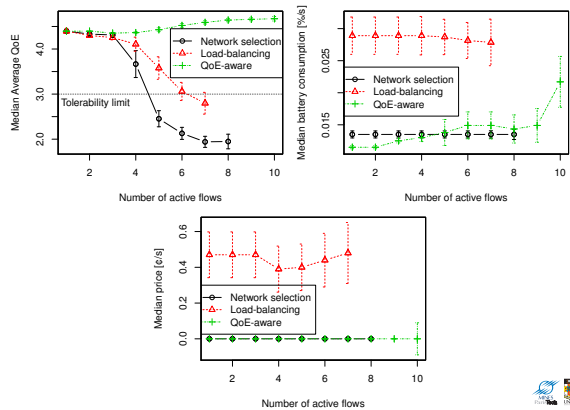 Median Average QoE
4.0
3.0
2.0
Network selection
Load-balancing
QoE-aware
Tolerability limit
2
4
6
8
10
Number of active flows
Median battery consumption [%/s]
0.025
0.015
Network selection
Load-balancing
QoE-aware
2
4
6
8
10
Number of active flows
Median price [¢/s]
0.6
0.4
0.2
0.0
Network selection
Load-balancing
QoE-aware
2
4
6
8
10
Number of active flows
MINES